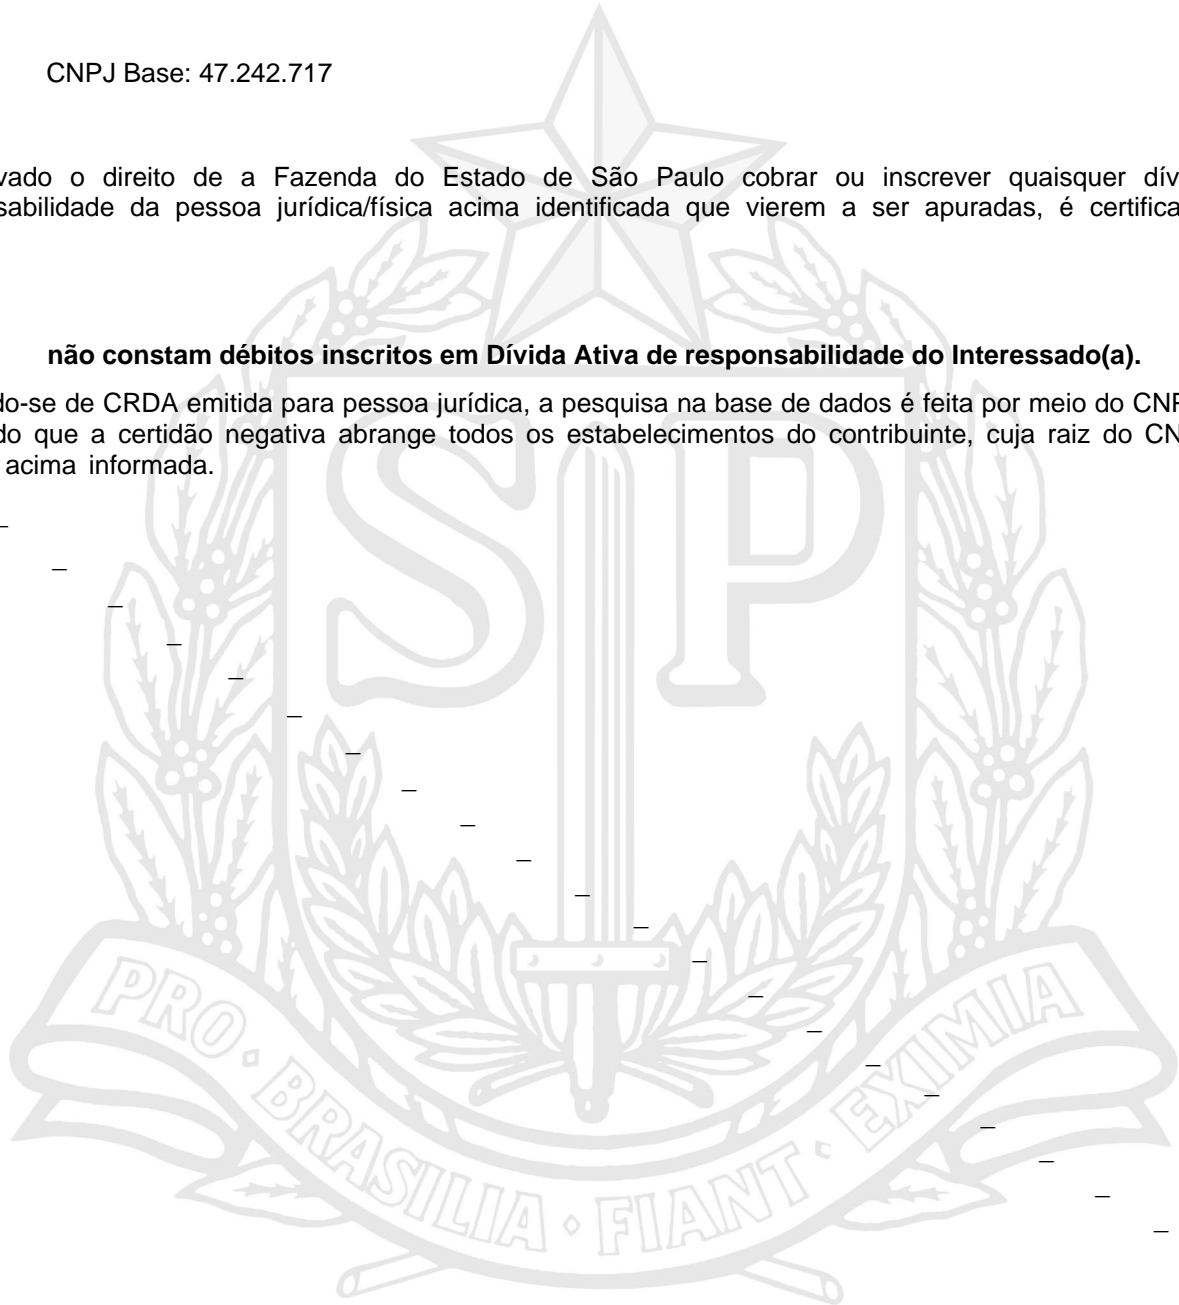 CNPJ Base: 47.242.717
vado o direito de a Fazenda do Estado de São Paulo cobrar ou inscrever quaisquer dív
sabilidade da pessoa jurídica/física acima identificada que vierem a ser apuradas, é certifica
não constam débitos inscritos em Dívida Ativa de responsabilidade do Interessado(a).
do-se de CRDA emitida para pessoa jurídica, a pesquisa na base de dados é feita por meio do CNP
do que a certidão negativa abrange todos os estabelecimentos do contribuinte, cuja raiz do CN
acima informada.
SP
PRO · BRASILIA · FIANT · EXIMIA